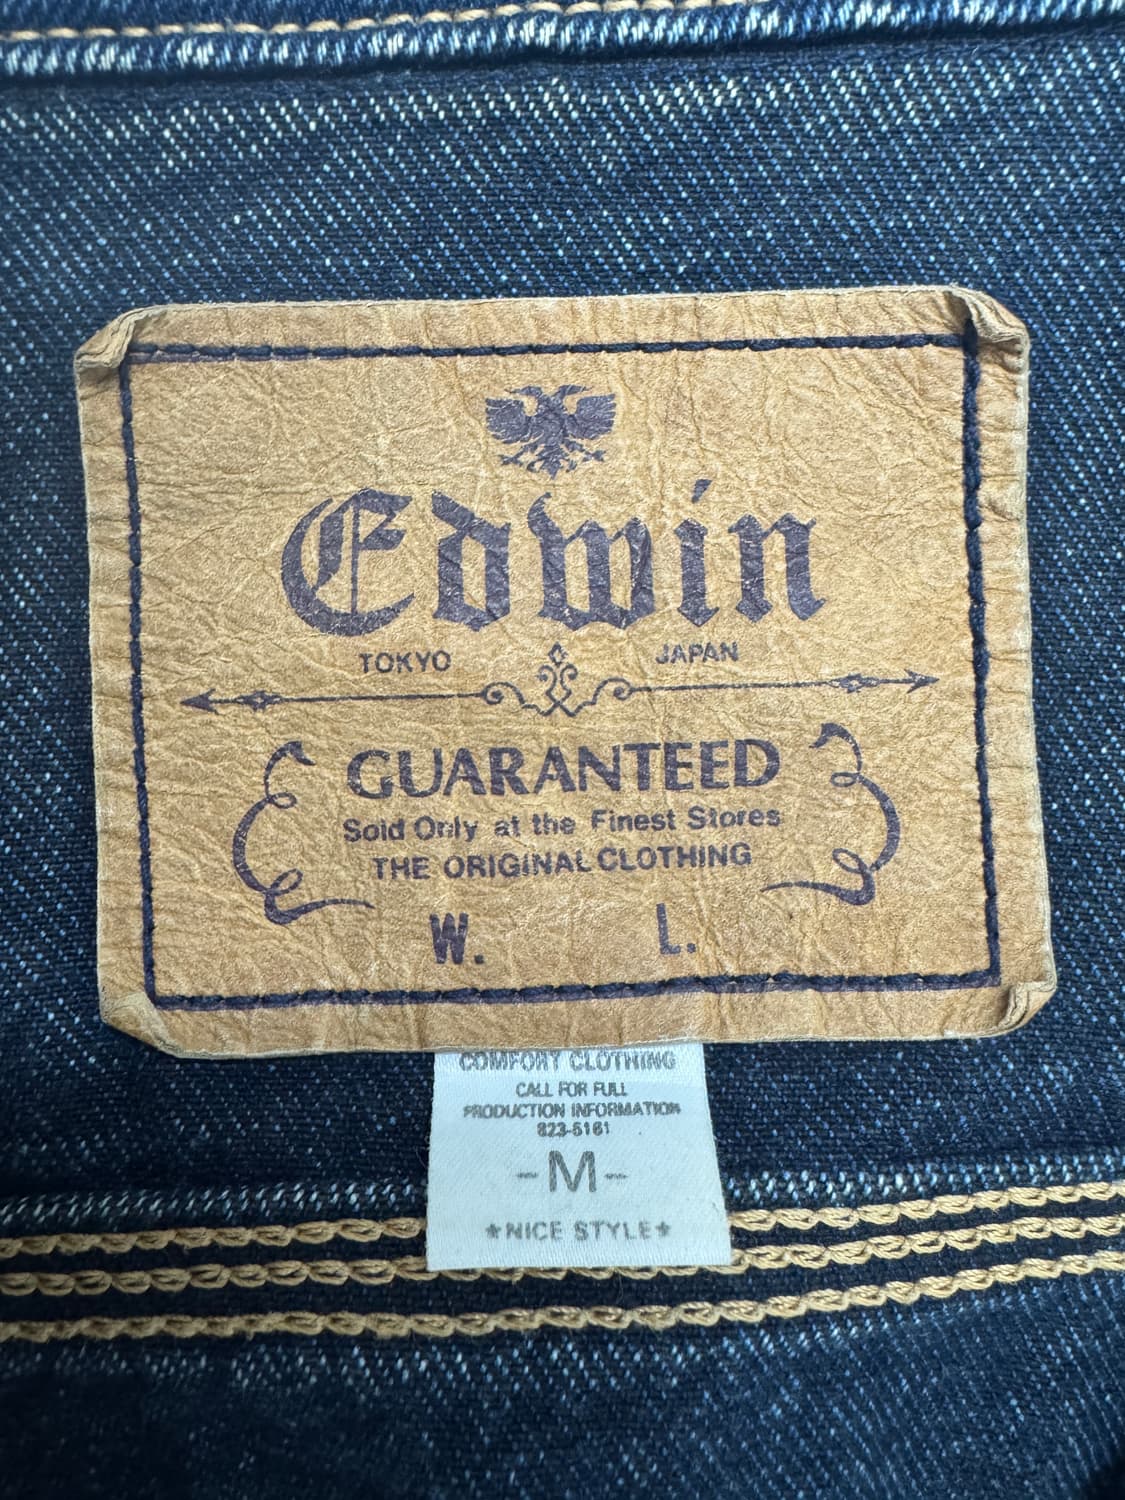 Edwin
TOKYO JAPAN
GUARANTEED
Sold Only at the Finest Stores
THE ORIGINAL CLOTHING
W. L.
COMFORT CLOTHING
CALL FOR FULL
PRODUCTION INFORMATION
823-5161
-M-
★NICE STYLE★